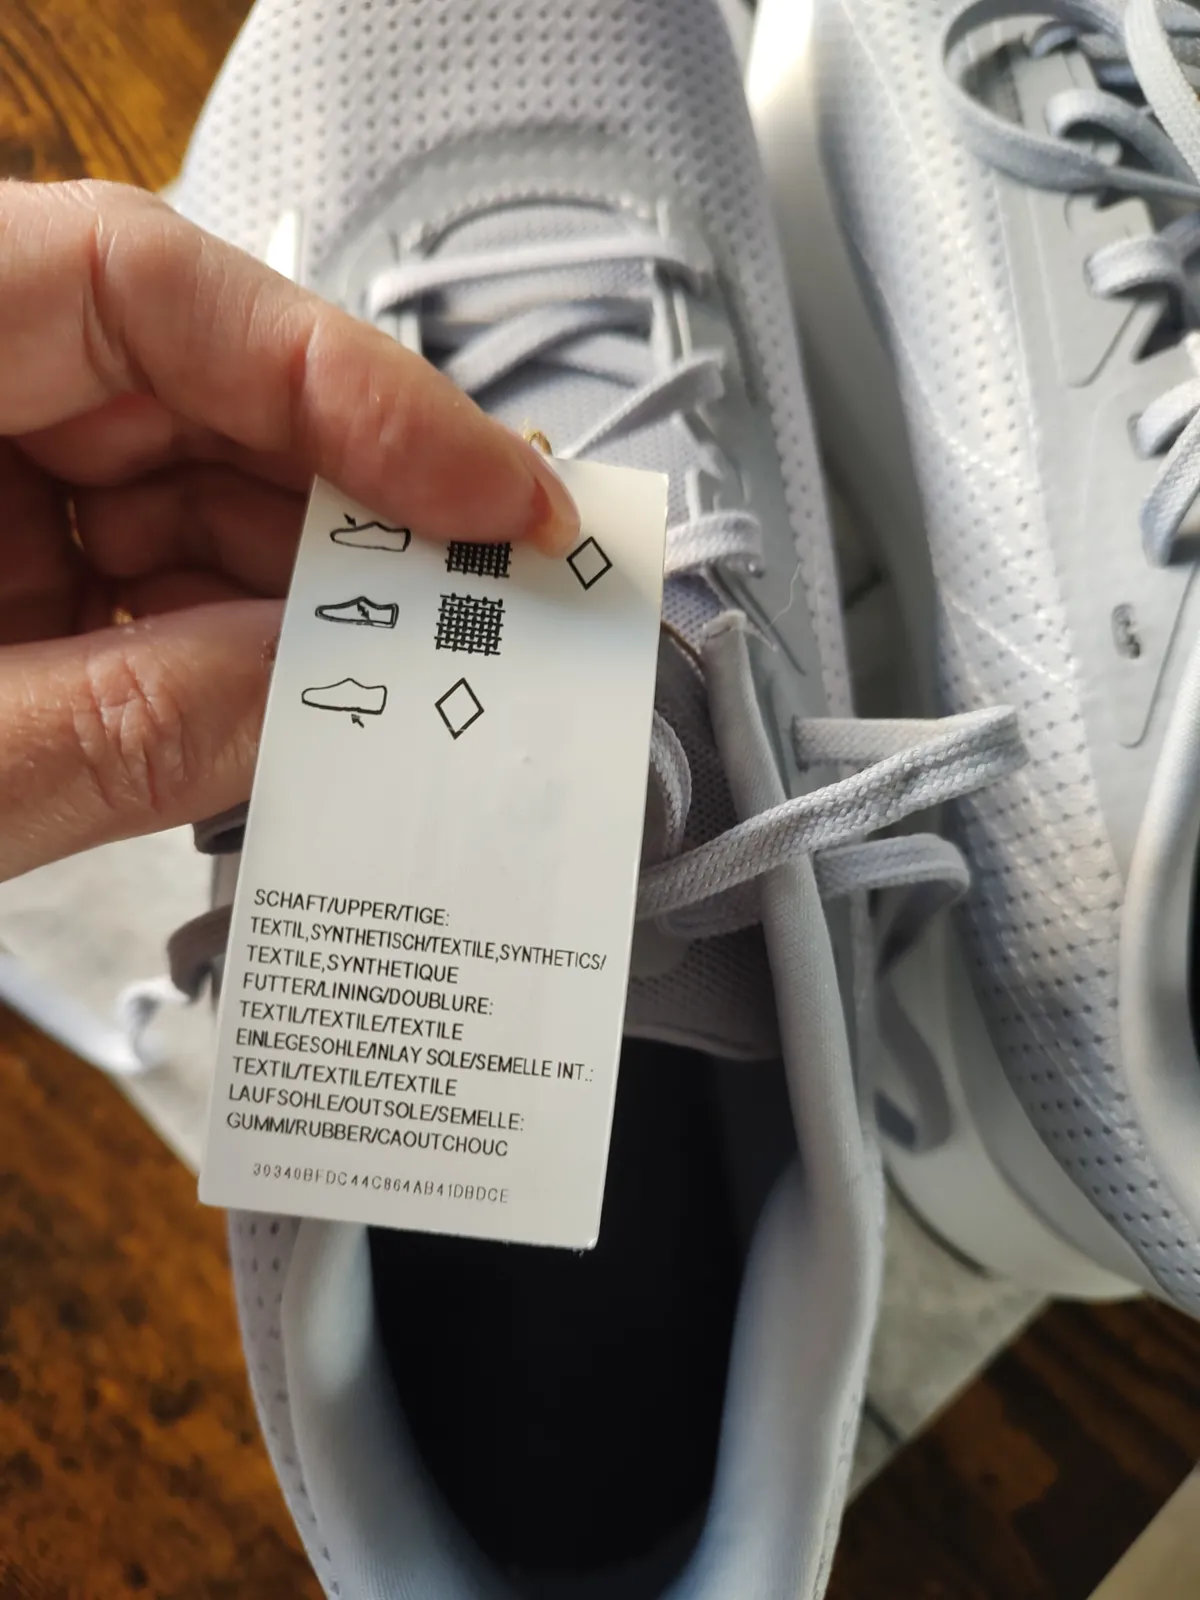 SCHAFT/UPPER/TIGE:
TEXTIL,SYNTHETISCH/TEXTILE,SYNTHETICS/
TEXTILE,SYNTHETIQUE
FUTTER/LINING/DOUBLURE:
TEXTIL/TEXTILE/TEXTILE
EINLEGESOHLE/INLAY SOLE/SEMELLE INT.:
TEXTIL/TEXTILE/TEXTILE
LAUFSOHLE/OUTSOLE/SEMELLE:
GUMMI/RUBBER/CAOUTCHOUC
30340BFDC44C864AB41DBDCE